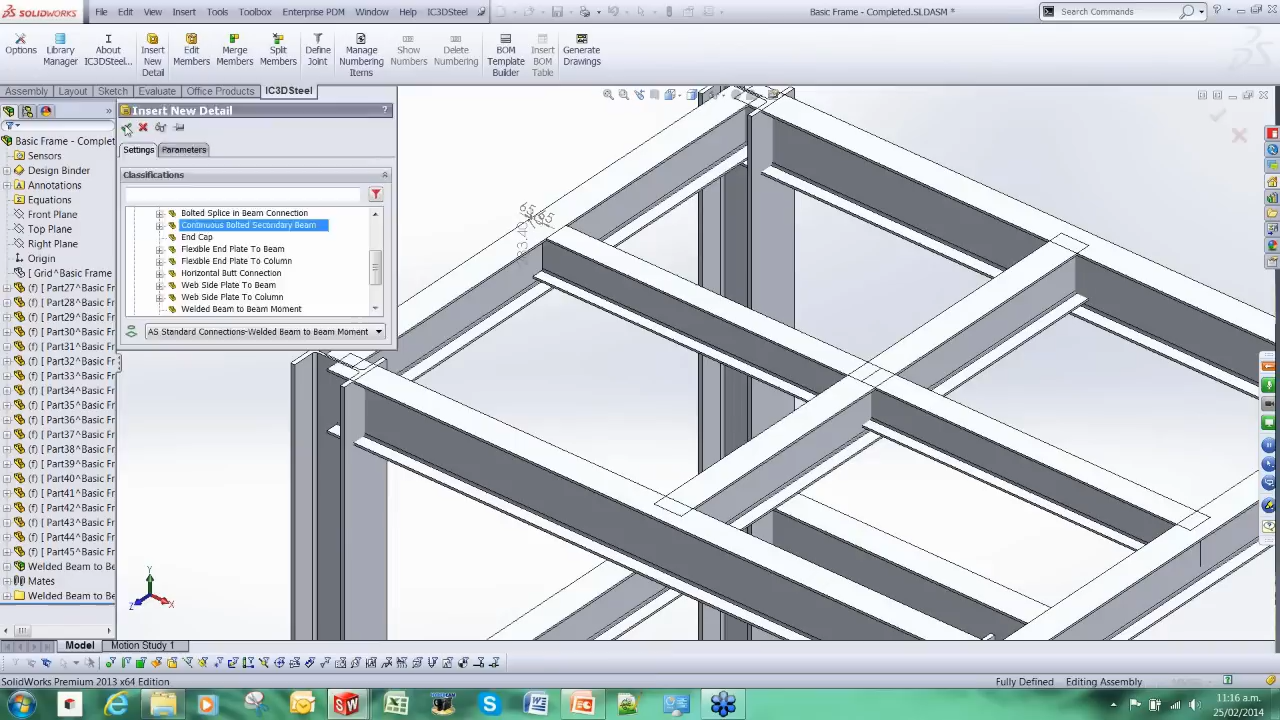 SOLIDWORKS File Edit View Insert Tools Toolbox Enterprise PDM Window Help IC3DSteel Basic Frame - Completed.SLDASM * Search Commands
Options Library Manager About IC3DSteel... Insert New Detail Edit Members Merge Members Split Members Define Joint Manage Numbering Items Show Numbers Delete Numbering BOM Template Builder Insert BOM Table Generate Drawings
Assembly Layout Sketch Evaluate Office Products IC3DSteel
Insert New Detail ?
Settings Parameters
Classifications
Bolted Splice in Beam Connection
Continuous Bolted Secondary Beam
End Cap
Flexible End Plate To Beam
Flexible End Plate To Column
Horizontal Butt Connection
Web Side Plate To Beam
Web Side Plate To Column
Welded Beam to Beam Moment
AS Standard Connections-Welded Beam to Beam Moment
Basic Frame - Complet
Sensors
Design Binder
Annotations
Equations
Front Plane
Top Plane
Right Plane
Origin
[ Grid^Basic Frame
(f) [ Part27^Basic Fr
(f) [ Part28^Basic Fr
(f) [ Part29^Basic Fr
(f) [ Part30^Basic Fr
(f) [ Part31^Basic Fr
(f) [ Part32^Basic Fr
(f) [ Part33^Basic Fr
(f) [ Part34^Basic Fr
(f) [ Part35^Basic Fr
(f) [ Part36^Basic Fr
(f) [ Part37^Basic Fr
(f) [ Part38^Basic Fr
(f) [ Part39^Basic Fr
(f) [ Part40^Basic Fr
(f) [ Part41^Basic Fr
(f) [ Part42^Basic Fr
(f) [ Part43^Basic Fr
(f) [ Part44^Basic Fr
(f) [ Part45^Basic Fr
Welded Beam to Be
Mates
Welded Beam to Be
Y
Z X
Model Motion Study 1
SolidWorks Premium 2013 x64 Edition Fully Defined Editing Assembly
11:16 a.m.
25/02/2014